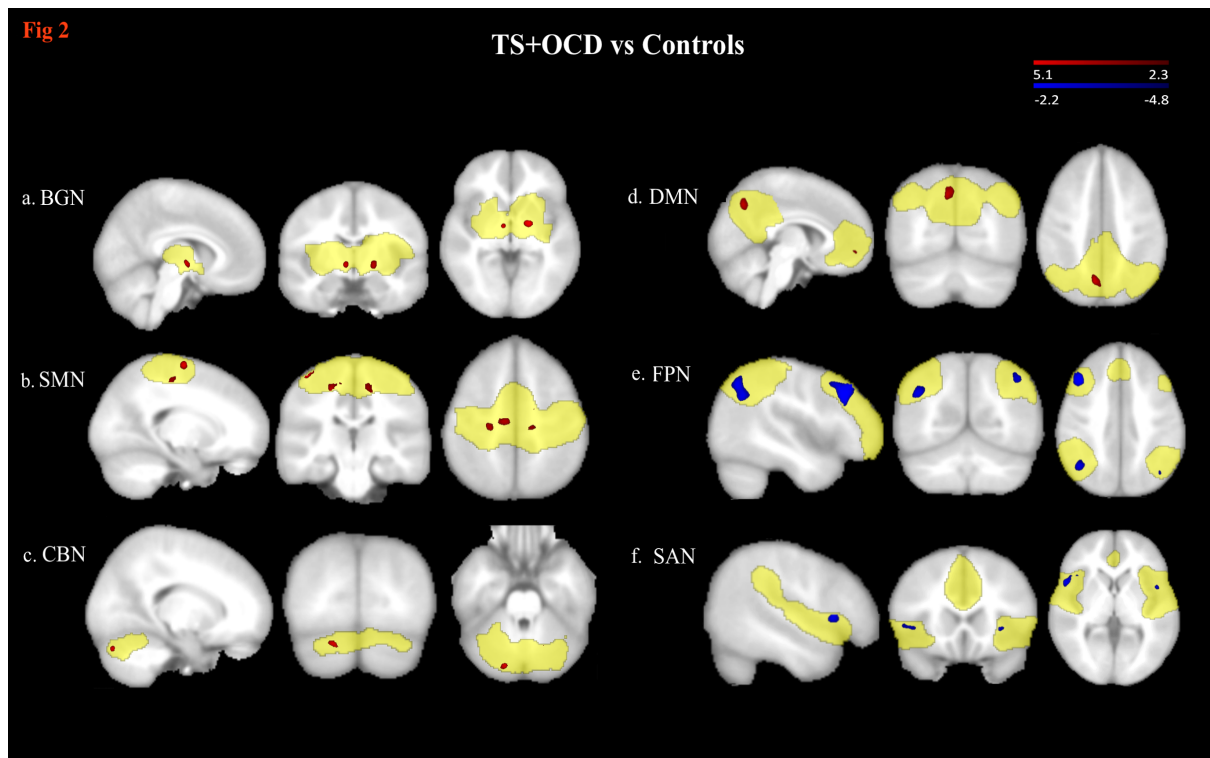 Fig 2
TS+OCD vs Controls
5.1 2.3
-2.2 -4.8
a. BGN
b. SMN
c. CBN
d. DMN
e. FPN
f. SAN